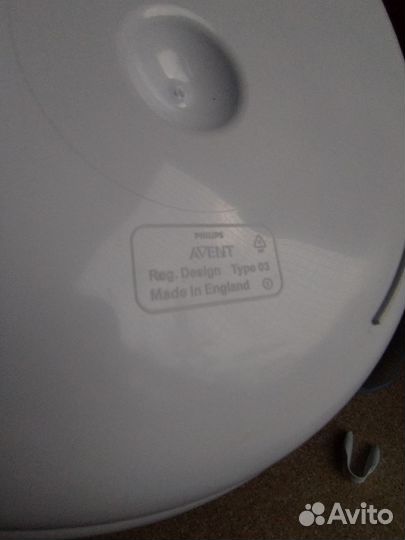 PHILIPS
AVENT
Reg. Design Type 03
Made in England
Avito